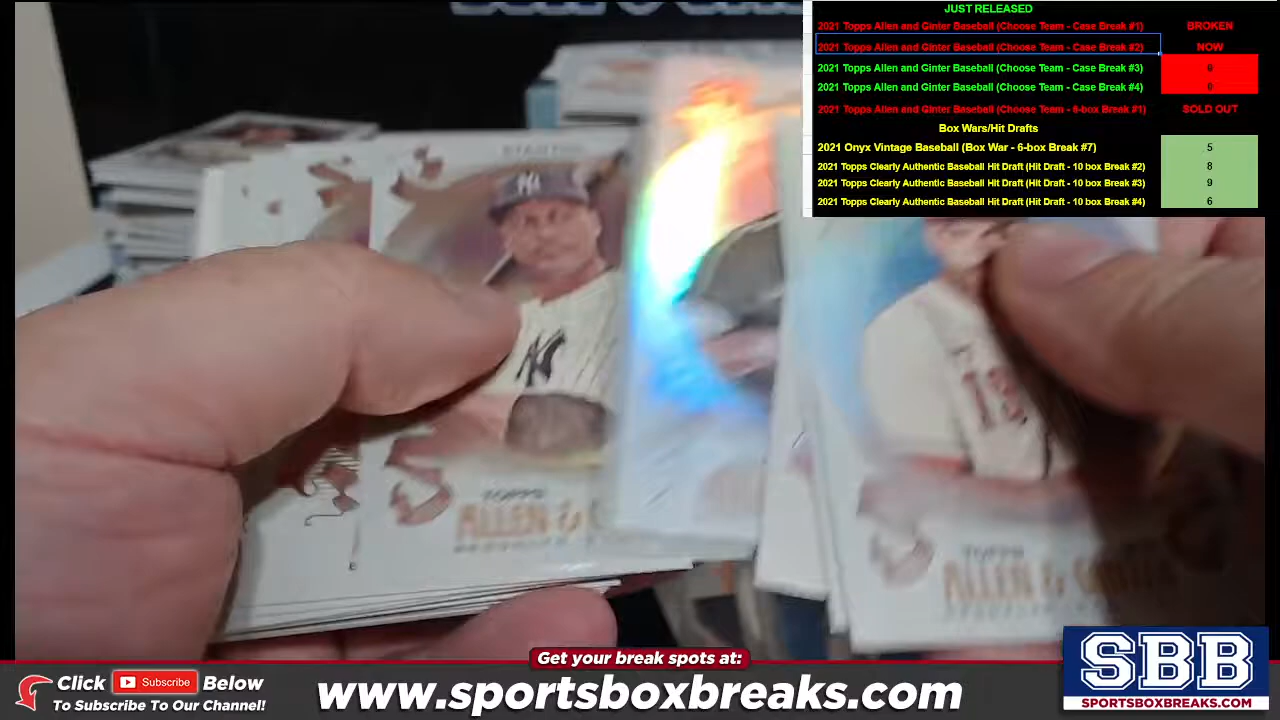 JUST RELEASED
2021 Topps Allen and Ginter Baseball (Choose Team - Case Break #1) BROKEN
2021 Topps Allen and Ginter Baseball (Choose Team - Case Break #2) NOW
2021 Topps Allen and Ginter Baseball (Choose Team - Case Break #3) 9
2021 Topps Allen and Ginter Baseball (Choose Team - Case Break #4)
2021 Topps Allen and Ginter Baseball (Choose Team - 6-box Break #1) SOLD OUT
Box Wars/Hit Drafts
2021 Onyx Vintage Baseball (Box War - 6-box Break #7) 5
2021 Topps Clearly Authentic Baseball Hit Draft (Hit Draft - 10 box Break #2) 8
2021 Topps Clearly Authentic Baseball Hit Draft (Hit Draft - 10 box Break #3) 9
2021 Topps Clearly Authentic Baseball Hit Draft (Hit Draft - 10 box Break #4) 6
NY
NY
TOPPS
ALLEN &
TOPPS
ALLEN &
Get your break spots at:
Click Subscribe Below
To Subscribe To Our Channel!
www.sportsboxbreaks.com
SBB
SPORTSBOXBREAKS.COM